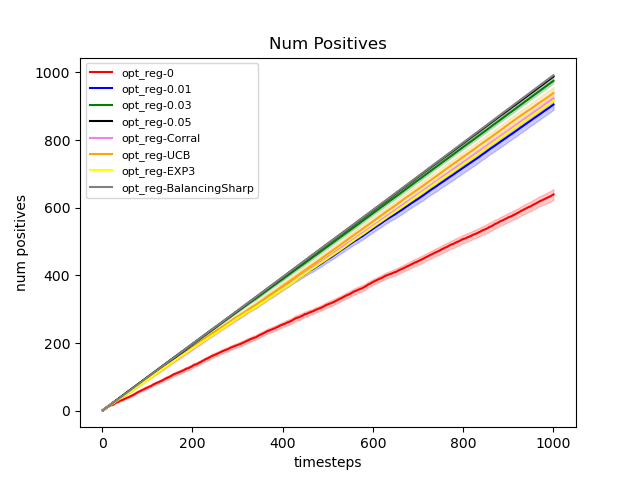 Num Positives
opt_reg-0
opt_reg-0.01
opt_reg-0.03
opt_reg-0.05
opt_reg-Corral
opt_reg-UCB
opt_reg-EXP3
opt_reg-BalancingSharp
1000
800
600
400
200
0
num positives
0 200 400 600 800 1000
timesteps